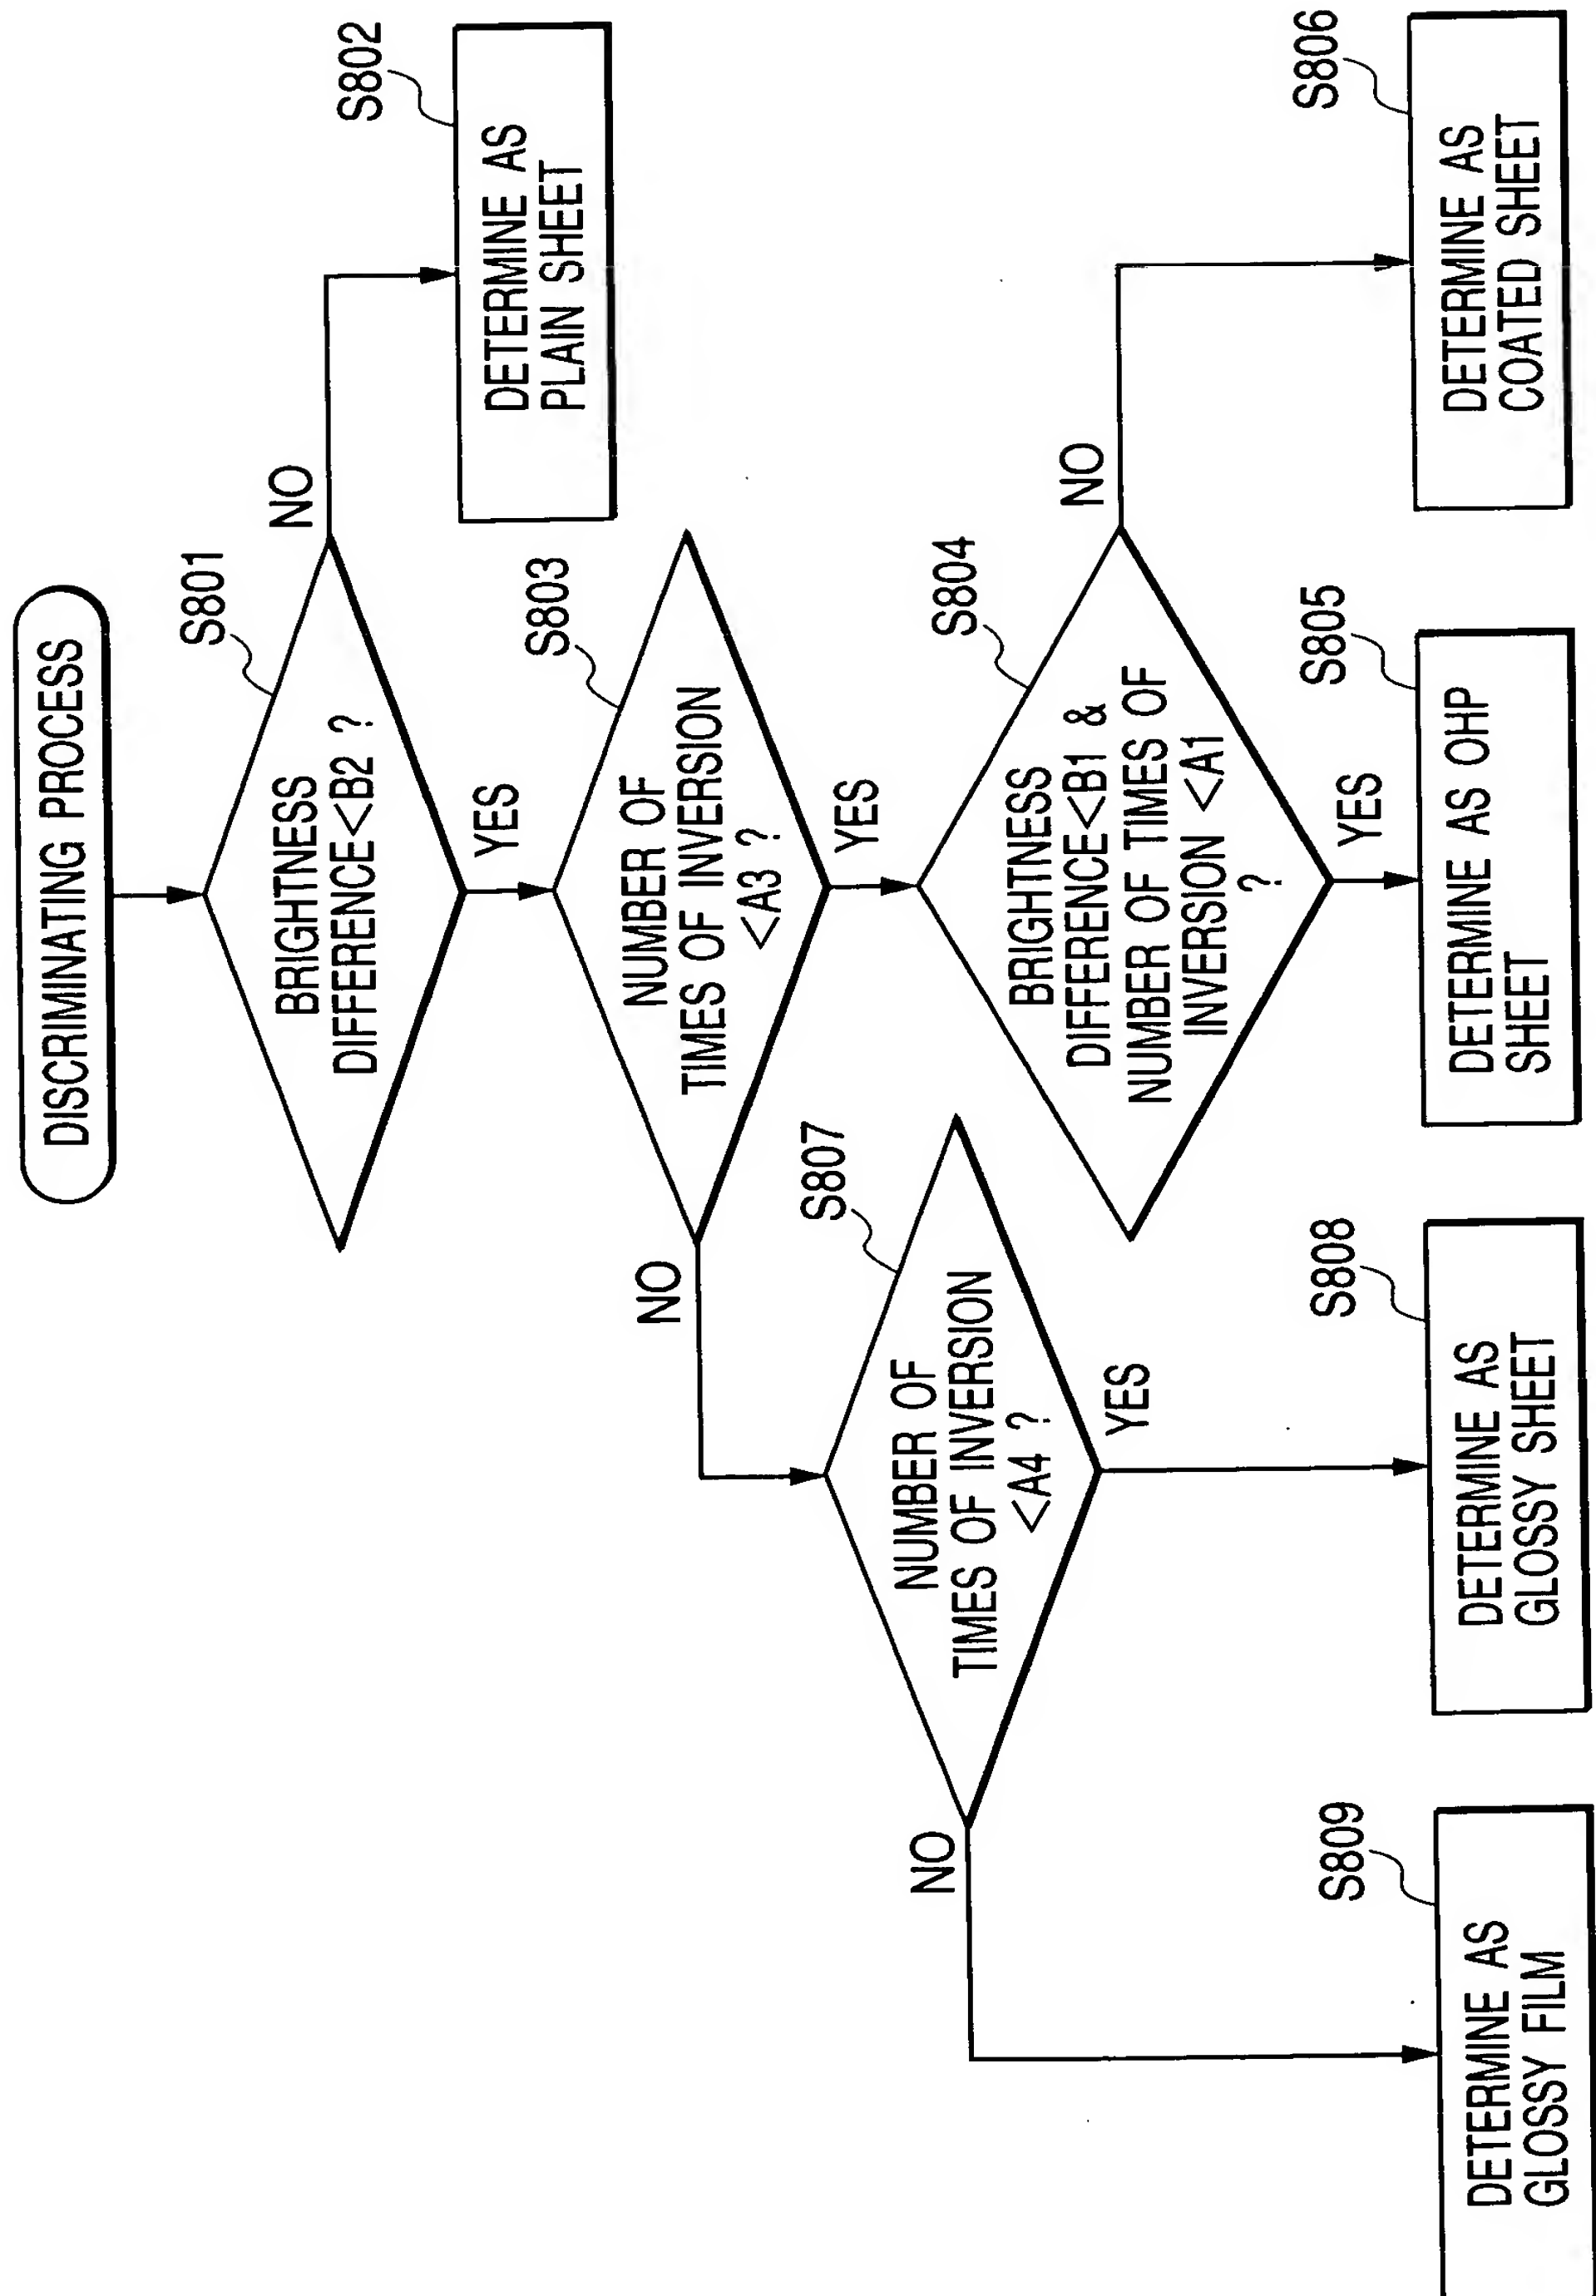 DISCRIMINATING PROCESS
S801
BRIGHTNESS
DIFFERENCE<B2 ?
NO
S802
DETERMINE AS
PLAIN SHEET
YES
S803
NUMBER OF
TIMES OF INVERSION
<A3 ?
NO
YES
S804
BRIGHTNESS
DIFFERENCE<B1 &
NUMBER OF TIMES OF
INVERSION <A1
?
NO
YES
S805
DETERMINE AS OHP
SHEET
S806
DETERMINE AS
COATED SHEET
S807
NUMBER OF
TIMES OF INVERSION
<A4 ?
YES
NO
S808
DETERMINE AS
GLOSSY SHEET
S809
DETERMINE AS
GLOSSY FILM